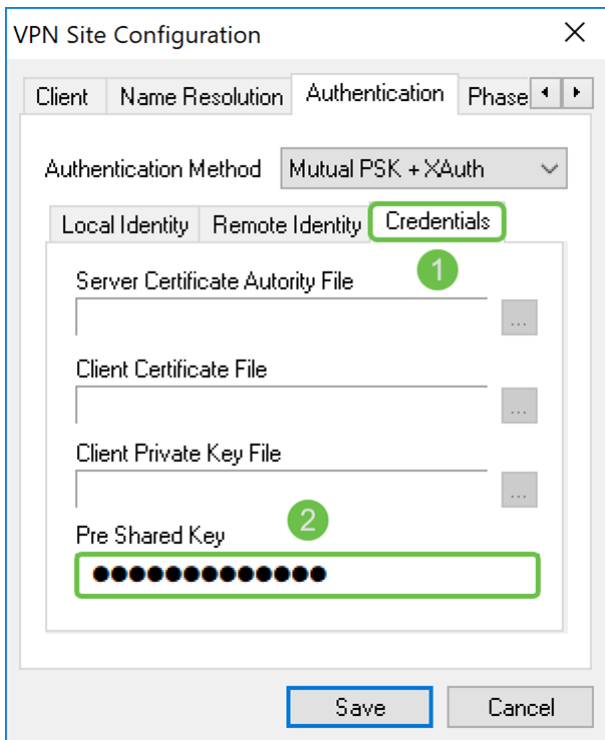 VPN Site Configuration
Client Name Resolution Authentication Phase
Authentication Method Mutual PSK + XAuth
Local Identity Remote Identity Credentials
1
Server Certificate Autority File
...
Client Certificate File
...
Client Private Key File
...
2
Pre Shared Key
●●●●●●●●●●●●●
Save Cancel